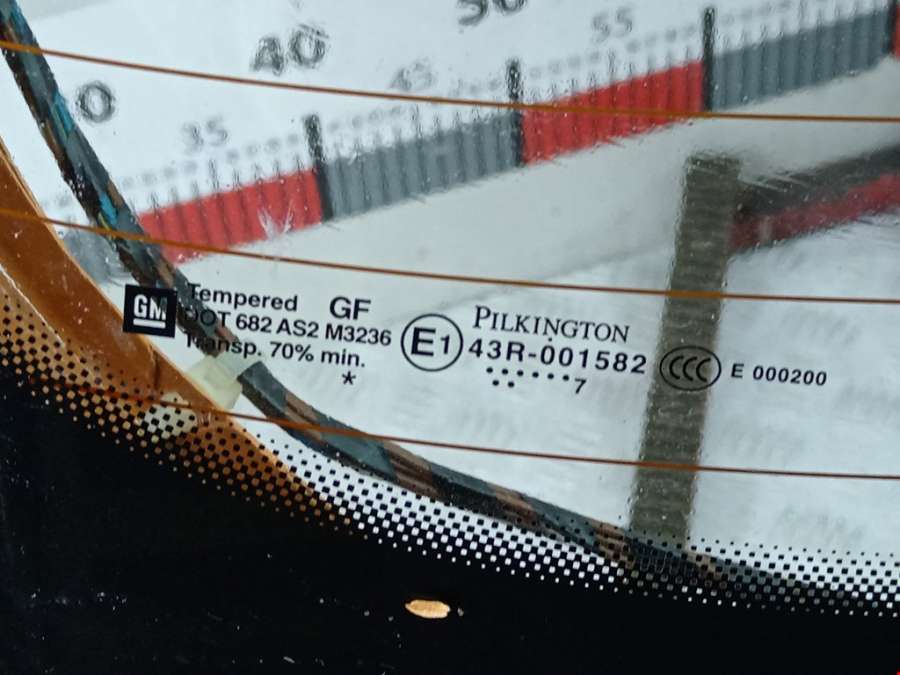 40
50
55
0
45
35
GM
Tempered GF
DOT 682 AS2 M3236
Transp. 70% min.
*
PILKINGTON
E1 43R-001582
7
CCC E 000200